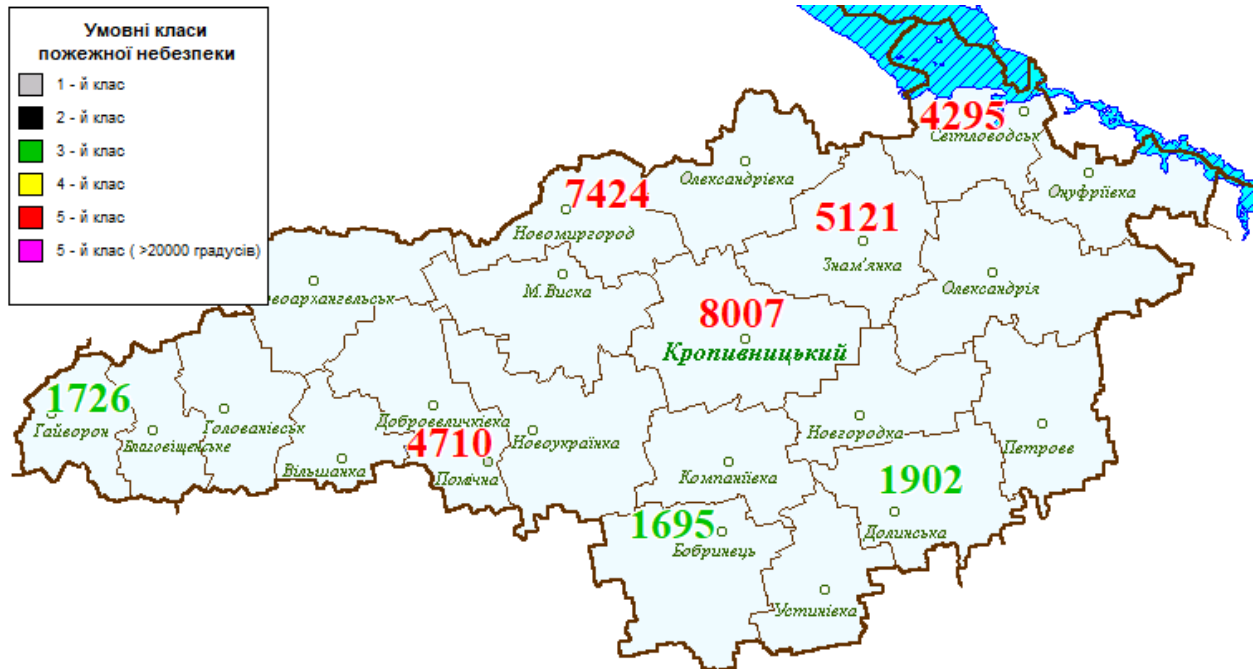 Умовні класи
пожежної небезпеки
1 - й клас
2 - й клас
3 - й клас
4 - й клас
5 - й клас
5 - й клас ( >20000 градусів)
4295
Світловодськ
Олександрівка
Онуфріївка
7424
Новомиргород
5121
Знам'янка
М.Виска
Олександрія
8007
Кропивницький
1726
Гайворон
Благовіщенське
Голованівськ
Добровеличківка
4710
Помічна
Вільшанка
Новоукраїнка
Новгородка
Петрове
Компаніївка
1902
Долинська
1695
Бобринець
Устинівка